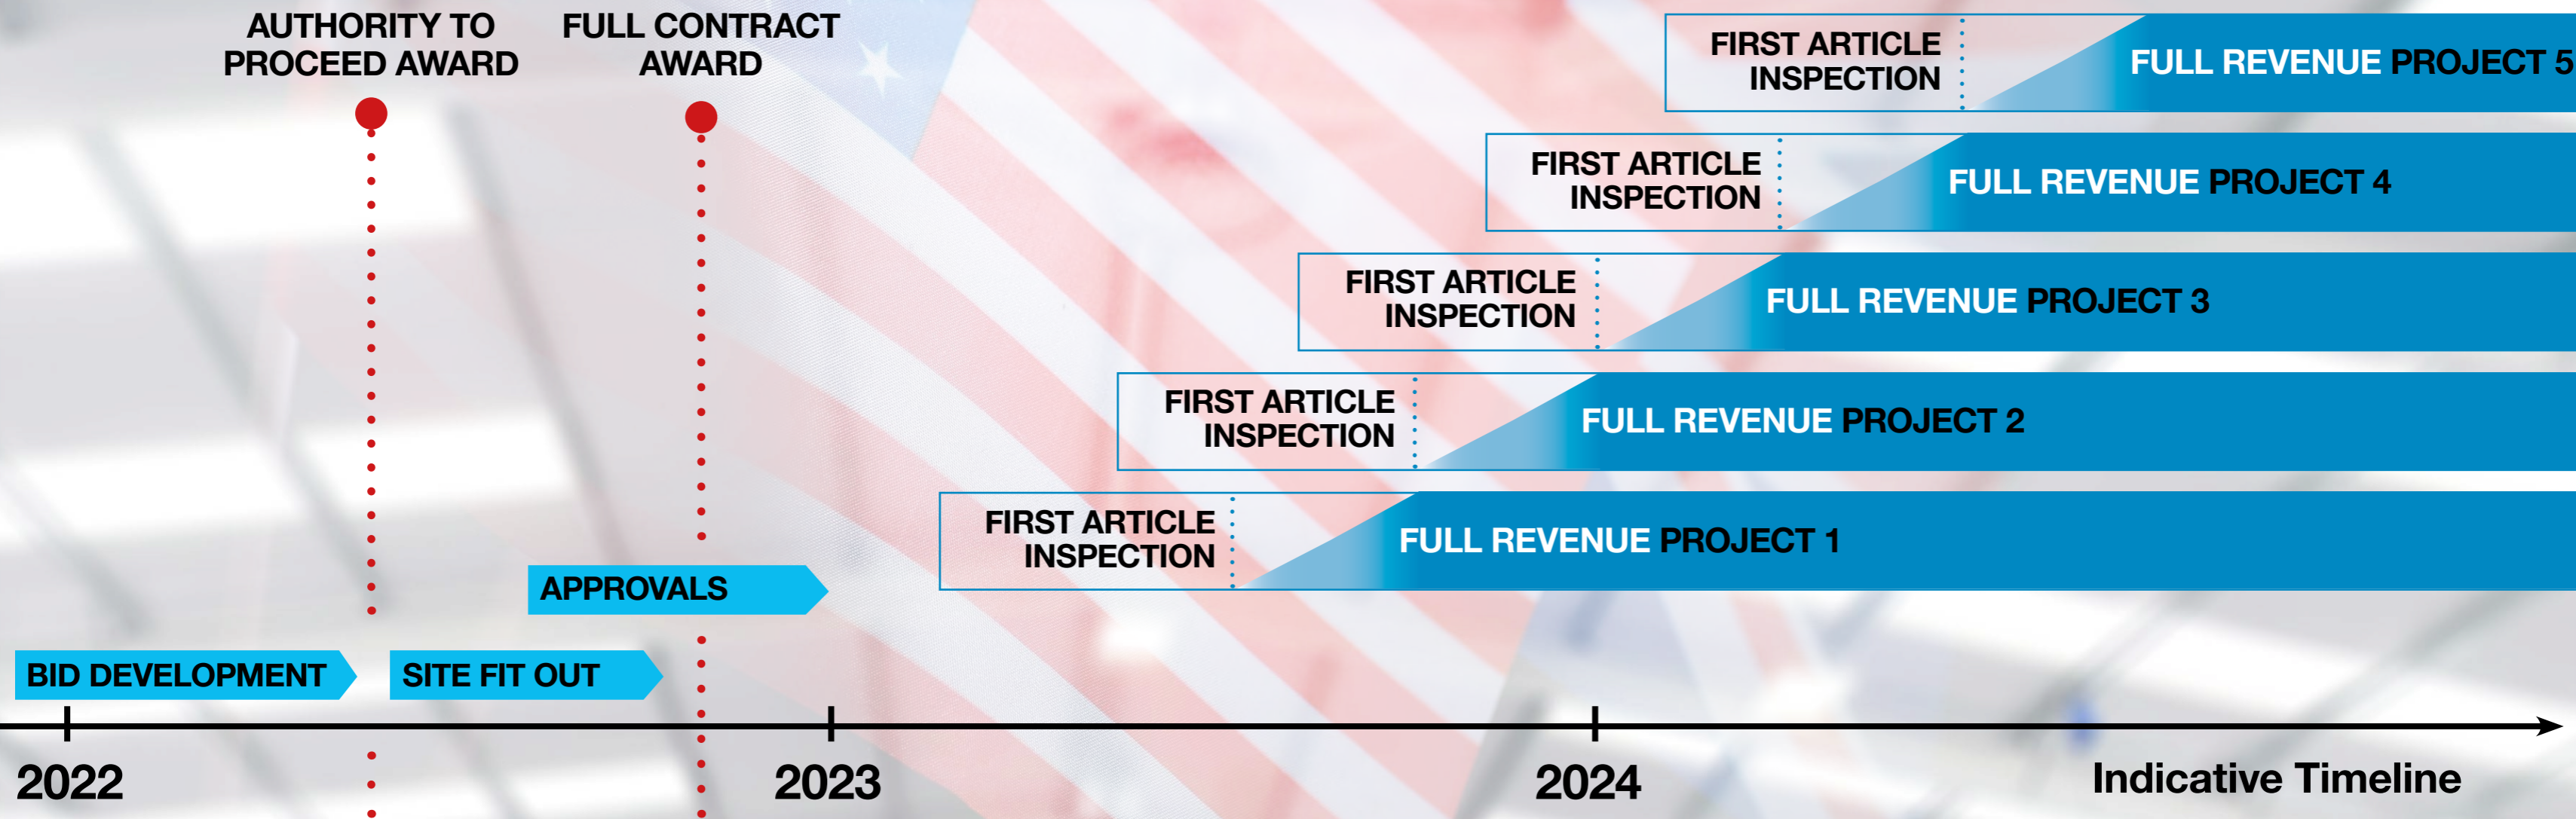 AUTHORITY TO
PROCEED AWARD
FULL CONTRACT
AWARD
FIRST ARTICLE
INSPECTION
FULL REVENUE PROJECT 5
FIRST ARTICLE
INSPECTION
FULL REVENUE PROJECT 4
FIRST ARTICLE
INSPECTION
FULL REVENUE PROJECT 3
FIRST ARTICLE
INSPECTION
FULL REVENUE PROJECT 2
FIRST ARTICLE
INSPECTION
FULL REVENUE PROJECT 1
APPROVALS
BID DEVELOPMENT
SITE FIT OUT
2022
2023
2024
Indicative Timeline